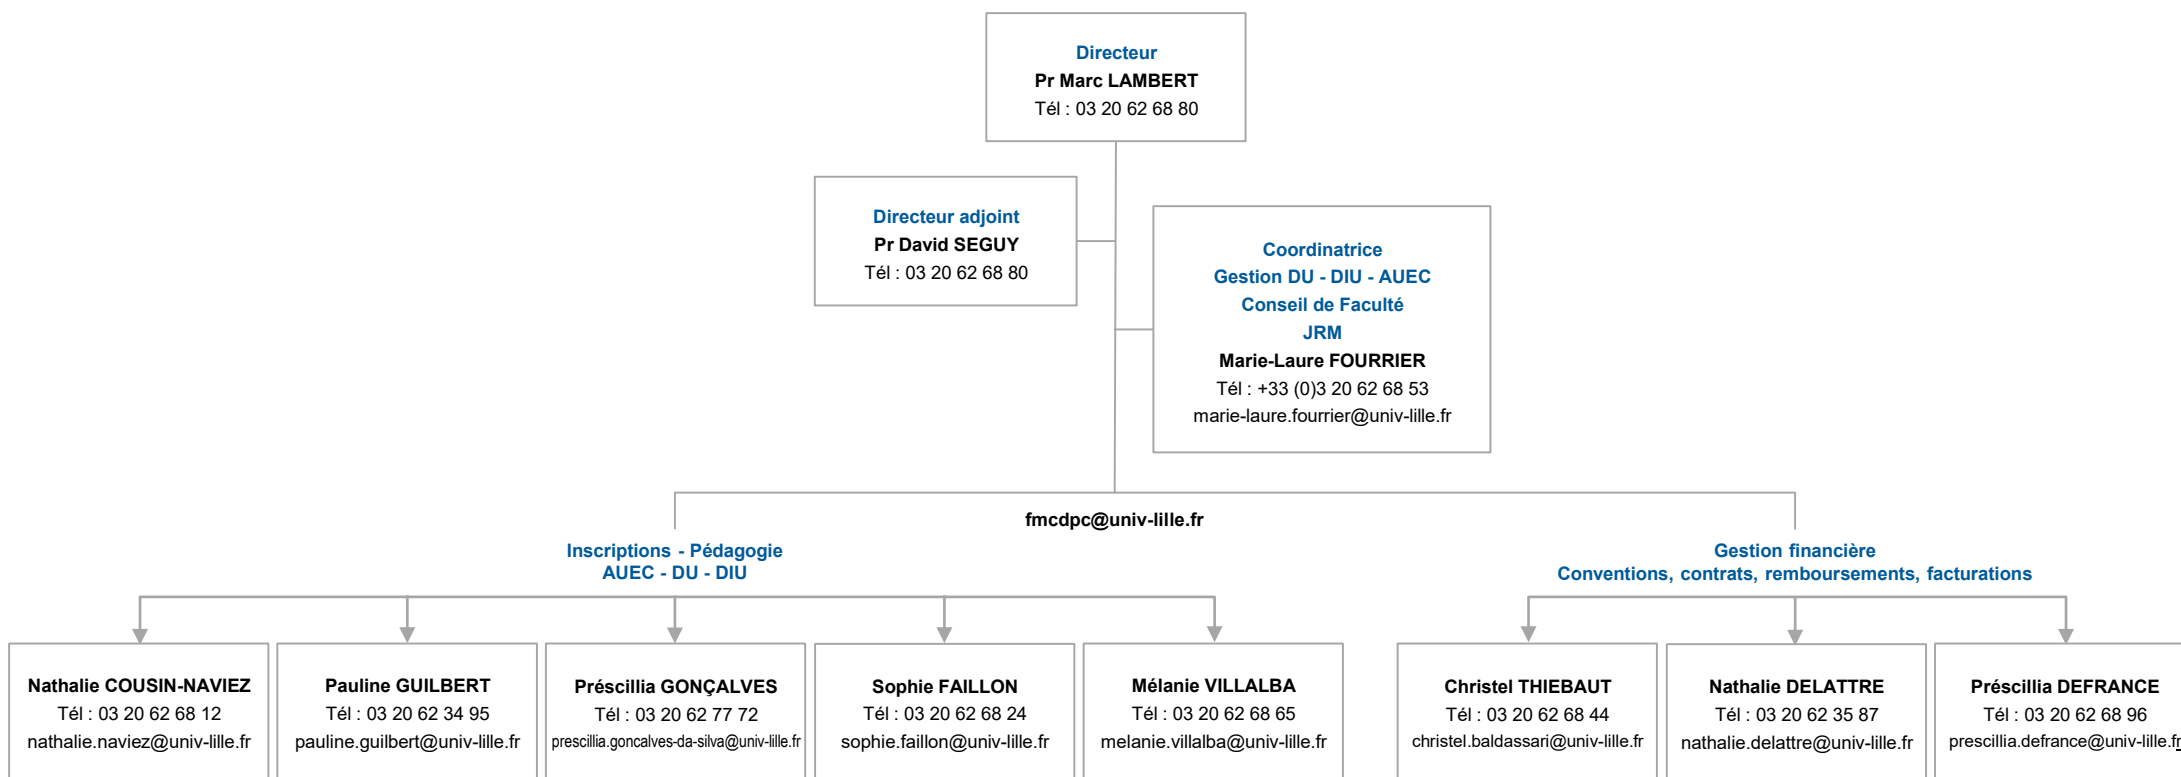 Directeur
Pr Marc LAMBERT
Tél : 03 20 62 68 80
Directeur adjoint
Pr David SEGUY
Tél : 03 20 62 68 80
Coordinatrice
Gestion DU - DIU - AUEC
Conseil de Faculté
JRM
Marie-Laure FOURRIER
Tél : +33 (0)3 20 62 68 53
marie-laure.fourrier@univ-lille.fr
fmcdpc@univ-lille.fr
Inscriptions - Pédagogie
AUEC - DU - DIU
Gestion financière
Conventions, contrats, remboursements, facturations
Nathalie COUSIN-NAVIEZ
Tél : 03 20 62 68 12
nathalie.naviez@univ-lille.fr
Pauline GUILBERT
Tél : 03 20 62 34 95
pauline.guilbert@univ-lille.fr
Préscillia GONÇALVES
Tél : 03 20 62 77 72
prescillia.goncalves-da-silva@univ-lille.fr
Sophie FAILLON
Tél : 03 20 62 68 24
sophie.faillon@univ-lille.fr
Mélanie VILLALBA
Tél : 03 20 62 68 65
melanie.villalba@univ-lille.fr
Christel THIEBAUT
Tél : 03 20 62 68 44
christel.baldassari@univ-lille.fr
Nathalie DELATTRE
Tél : 03 20 62 35 87
nathalie.delattre@univ-lille.fr
Préscillia DEFRANCE
Tél : 03 20 62 68 96
prescillia.defrance@univ-lille.fr